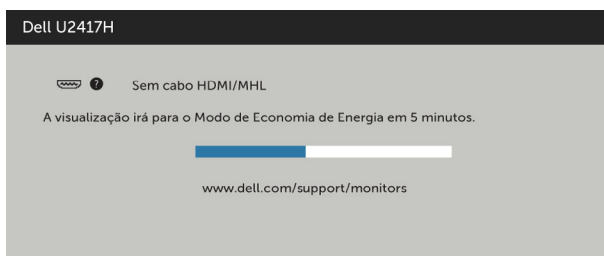 Dell U2417H
? Sem cabo HDMI/MHL
A visualização irá para o Modo de Economia de Energia em 5 minutos.
www.dell.com/support/monitors